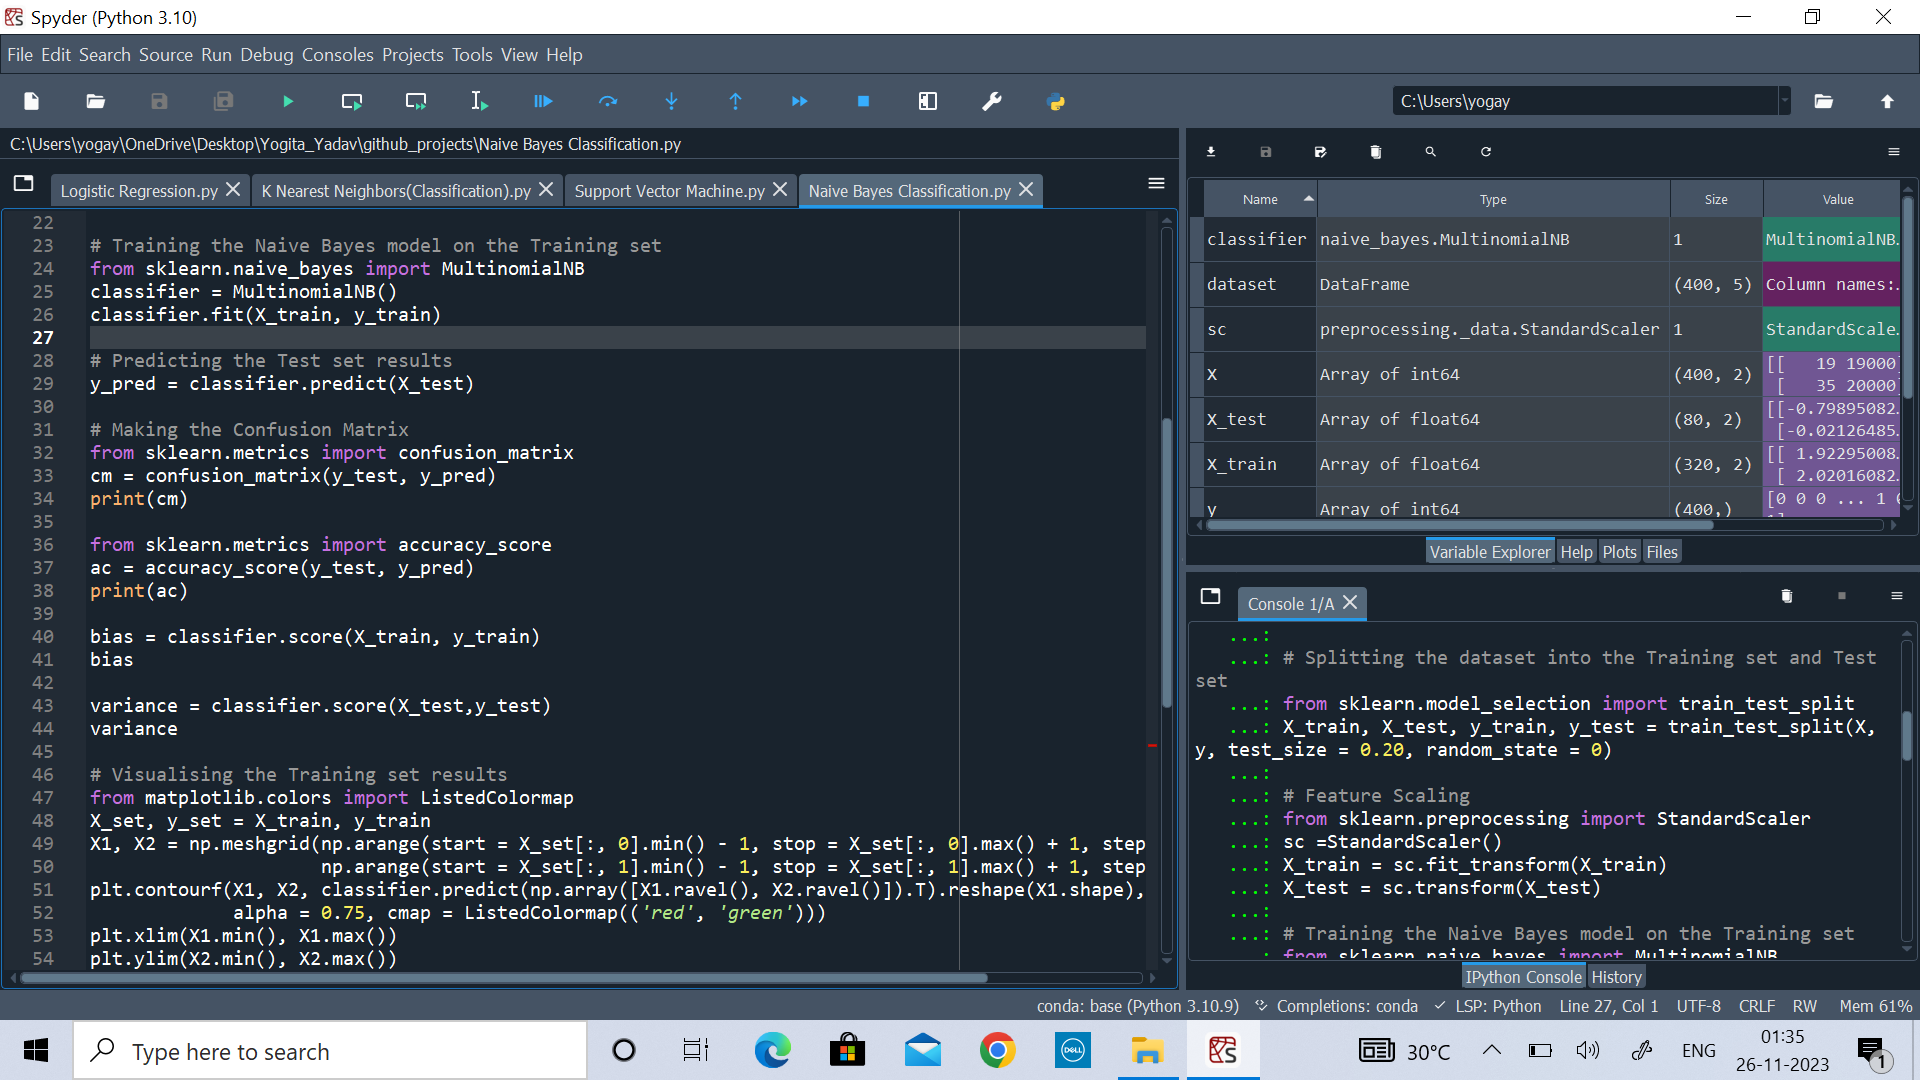 Spyder (Python 3.10)
File Edit Search Source Run Debug Consoles Projects Tools View Help
C:\Users\yogay
C:\Users\yogay\OneDrive\Desktop\Yogita_Yadav\github_projects\Naive Bayes Classification.py
Logistic Regression.py K Nearest Neighbors(Classification).py Support Vector Machine.py Naive Bayes Classification.py
22
23 # Training the Naive Bayes model on the Training set
24 from sklearn.naive_bayes import MultinomialNB
25 classifier = MultinomialNB()
26 classifier.fit(X_train, y_train)
27
28 # Predicting the Test set results
29 y_pred = classifier.predict(X_test)
30
31 # Making the Confusion Matrix
32 from sklearn.metrics import confusion_matrix
33 cm = confusion_matrix(y_test, y_pred)
34 print(cm)
35
36 from sklearn.metrics import accuracy_score
37 ac = accuracy_score(y_test, y_pred)
38 print(ac)
39
40 bias = classifier.score(X_train, y_train)
41 bias
42
43 variance = classifier.score(X_test,y_test)
44 variance
45
46 # Visualising the Training set results
47 from matplotlib.colors import ListedColormap
48 X_set, y_set = X_train, y_train
49 X1, X2 = np.meshgrid(np.arange(start = X_set[:, 0].min() - 1, stop = X_set[:, 0].max() + 1, step
50 np.arange(start = X_set[:, 1].min() - 1, stop = X_set[:, 1].max() + 1, step
51 plt.contourf(X1, X2, classifier.predict(np.array([X1.ravel(), X2.ravel()]).T).reshape(X1.shape),
52 alpha = 0.75, cmap = ListedColormap(('red', 'green')))
53 plt.xlim(X1.min(), X1.max())
54 plt.ylim(X2.min(), X2.max())
Name Type Size Value
classifier naive_bayes.MultinomialNB 1 MultinomialNB.
dataset DataFrame (400, 5) Column names:.
sc preprocessing._data.StandardScaler 1 StandardScale.
X Array of int64 (400, 2) [[ 19 19000]
[ 35 20000]
X_test Array of float64 (80, 2) [[-0.79895082.
[-0.02126485.
X_train Array of float64 (320, 2) [[ 1.92295008.
[ 2.02016082.
y Array of int64 (400,) [0 0 0 ... 1 0
Variable Explorer Help Plots Files
Console 1/A
...:
...: # Splitting the dataset into the Training set and Test
set
...: from sklearn.model_selection import train_test_split
...: X_train, X_test, y_train, y_test = train_test_split(X,
y, test_size = 0.20, random_state = 0)
...:
...: # Feature Scaling
...: from sklearn.preprocessing import StandardScaler
...: sc =StandardScaler()
...: X_train = sc.fit_transform(X_train)
...: X_test = sc.transform(X_test)
...:
...: # Training the Naive Bayes model on the Training set
...: from sklearn.naive_bayes import MultinomialNB
IPython Console History
conda: base (Python 3.10.9) Completions: conda LSP: Python Line 27, Col 1 UTF-8 CRLF RW Mem 61%
Type here to search
DELL
30°C
ENG
01:35
26-11-2023
1